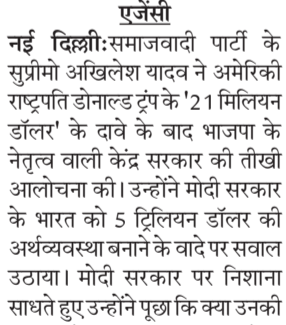 एजेंसी
नई दिल्ली:समाजवादी पार्टी के
सुप्रीमो अखिलेश यादव ने अमेरिकी
राष्ट्रपति डोनाल्ड ट्रंप के '21 मिलियन
डॉलर' के दावे के बाद भाजपा के
नेतृत्व वाली केंद्र सरकार की तीखी
आलोचना की। उन्होंने मोदी सरकार
के भारत को 5 ट्रिलियन डॉलर की
अर्थव्यवस्था बनाने के वादे पर सवाल
उठाया। मोदी सरकार पर निशाना
साधते हुए उन्होंने पूछा कि क्या उनकी